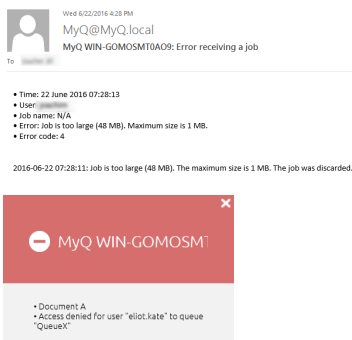 Wed 6/22/2016 4:28 PM
MyQ@MyQ.local
MyQ WIN-GOMOSMT0AO9: Error receiving a job
To
• Time: 22 June 2016 07:28:13
• User:
• Job name: N/A
• Error: Job is too large (48 MB). Maximum size is 1 MB.
• Error code: 4
2016-06-22 07:28:11: Job is too large (48 MB). The maximum size is 1 MB. The job was discarded.
MyQ WIN-GOMOSMT
• Document A
• Access denied for user "eliot.kate" to queue
"QueueX"